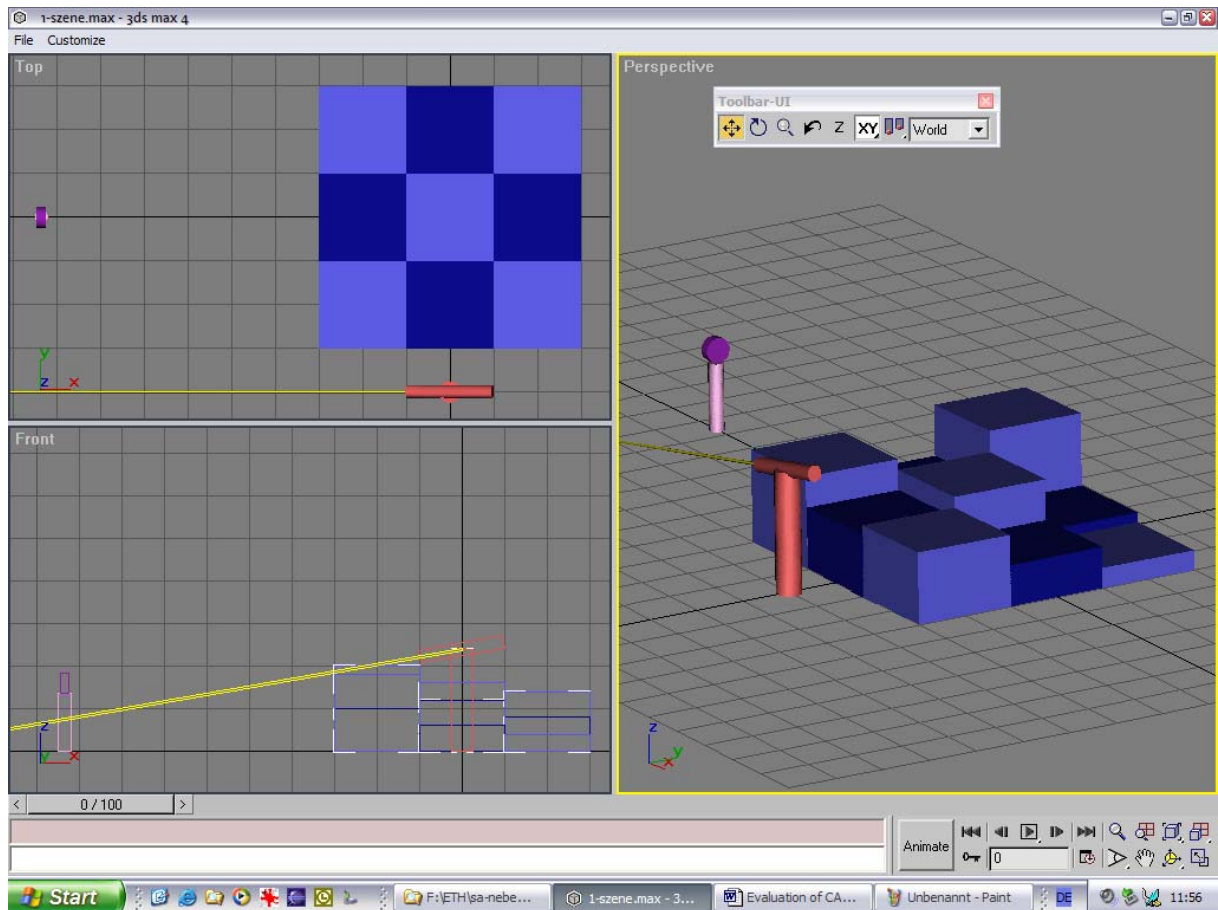 1-szene.max - 3ds max 4
File Customize
Top
Perspective
Toolbar-UI
Z XY World
y
z x
Front
z
y x
z
y
x
< 0 / 100 >
Animate
0
Start F:\ETH\sa-nebe... 1-szene.max - 3... Evaluation of CA... Unbenannt - Paint DE 11:56